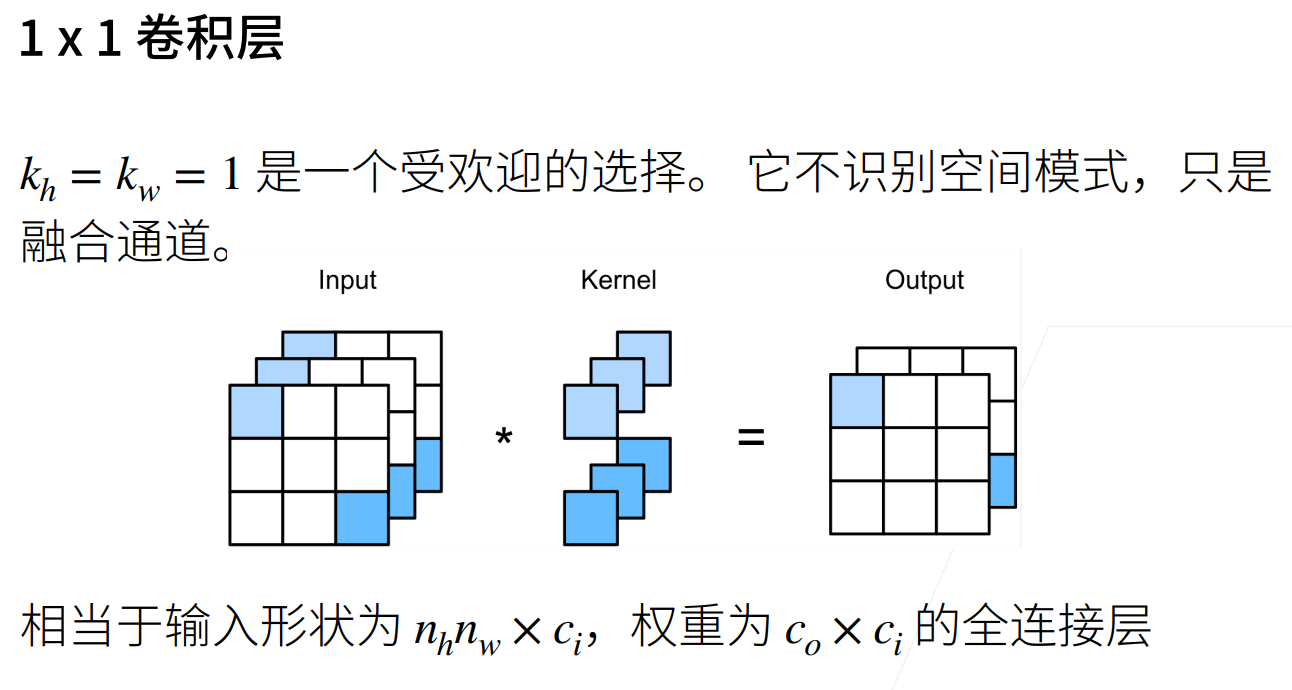 1 x 1 卷积层
k_h = k_w = 1 是一个受欢迎的选择。 它不识别空间模式，只是
融合通道。
Input Kernel Output
* =
相当于输入形状为 n_h n_w × c_i，权重为 c_o × c_i 的全连接层